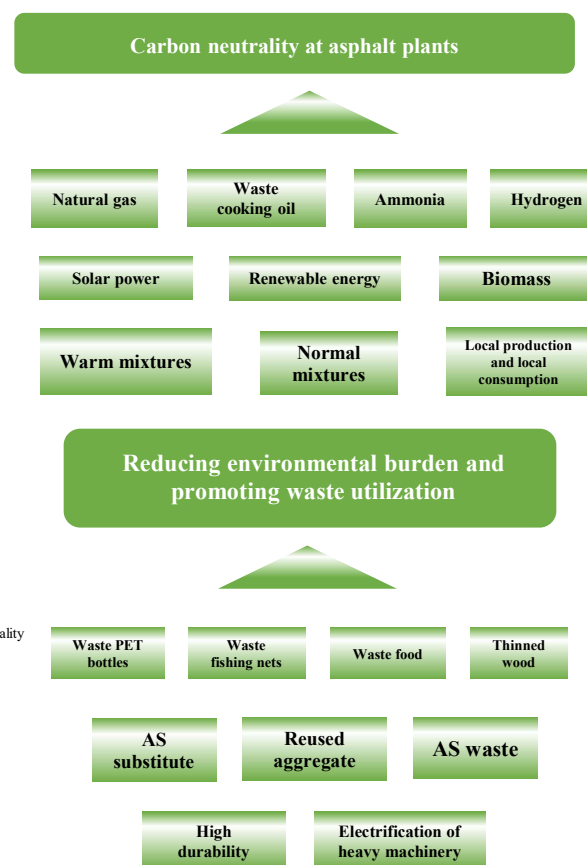 Carbon neutrality at asphalt plants
Natural gas
Waste
cooking oil
Ammonia
Hydrogen
Solar power
Renewable energy
Biomass
Warm mixtures
Normal
mixtures
Local production
and local
consumption
Reducing environmental burden and
promoting waste utilization
ality
Waste PET
bottles
Waste
fishing nets
Waste food
Thinned
wood
AS
substitute
Reused
aggregate
AS waste
High
durability
Electrification of
heavy machinery